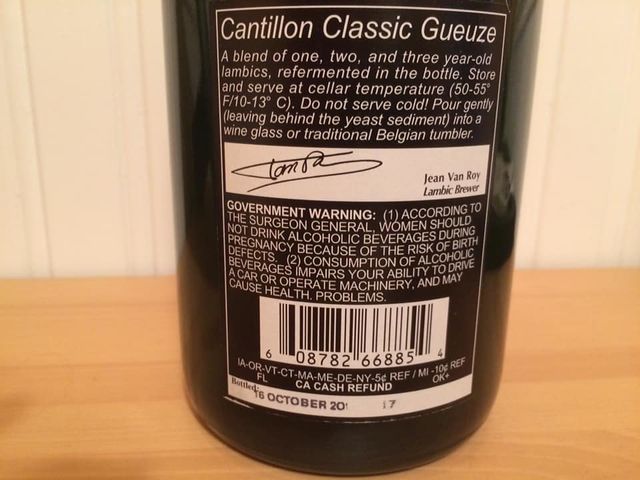 Cantillon Classic Gueuze
A blend of one, two, and three year-old
lambics, refermented in the bottle. Store
and serve at cellar temperature (50-55°
F/10-13° C). Do not serve cold! Pour gently
(leaving behind the yeast sediment) into a
wine glass or traditional Belgian tumbler.
Jean Van Roy
Lambic Brewer
GOVERNMENT WARNING: (1) ACCORDING TO
THE SURGEON GENERAL, WOMEN SHOULD
NOT DRINK ALCOHOLIC BEVERAGES DURING
PREGNANCY BECAUSE OF THE RISK OF BIRTH
DEFECTS. (2) CONSUMPTION OF ALCOHOLIC
BEVERAGES IMPAIRS YOUR ABILITY TO DRIVE
A CAR OR OPERATE MACHINERY, AND MAY
CAUSE HEALTH. PROBLEMS.
6 08782 66885 4
IA-OR-VT-CT-MA-ME-DE-NY-5¢ REF / MI -10¢ REF
FL CA CASH REFUND OK+
Bottled: 16 OCTOBER 201 17